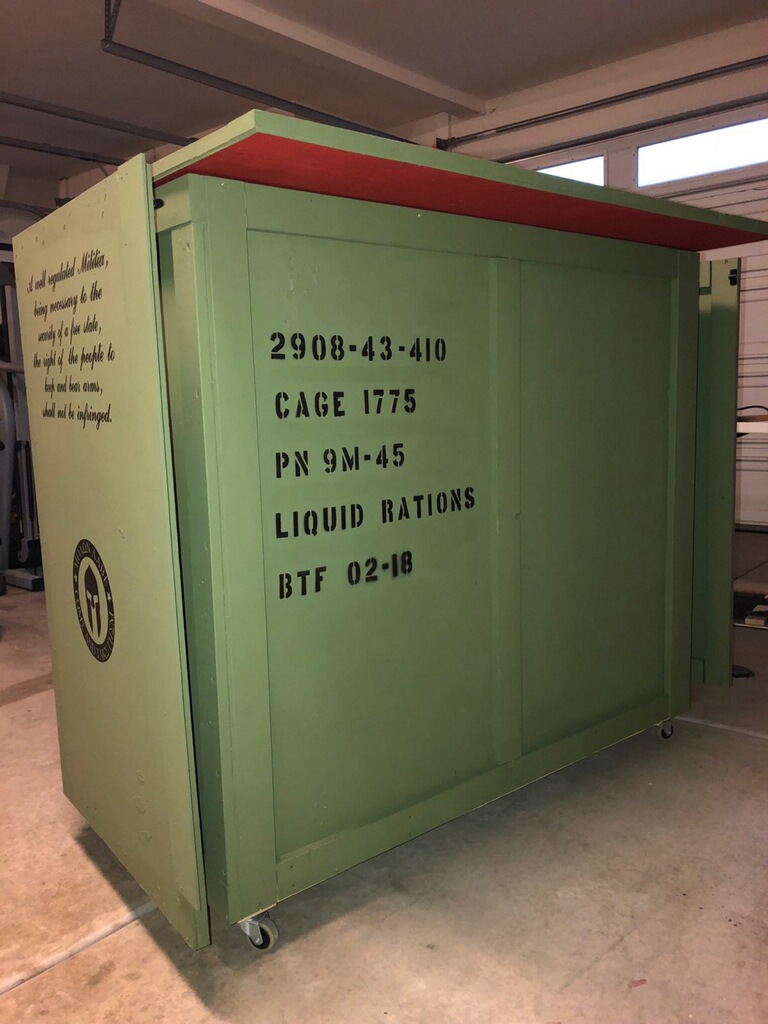 A well regulated Militia,
being necessary to the
security of a free state,
the right of the people to
keep and bear arms,
shall not be infringed.
2908-43-410
CAGE 1775
PN 9M-45
LIQUID RATIONS
BTF 02-18